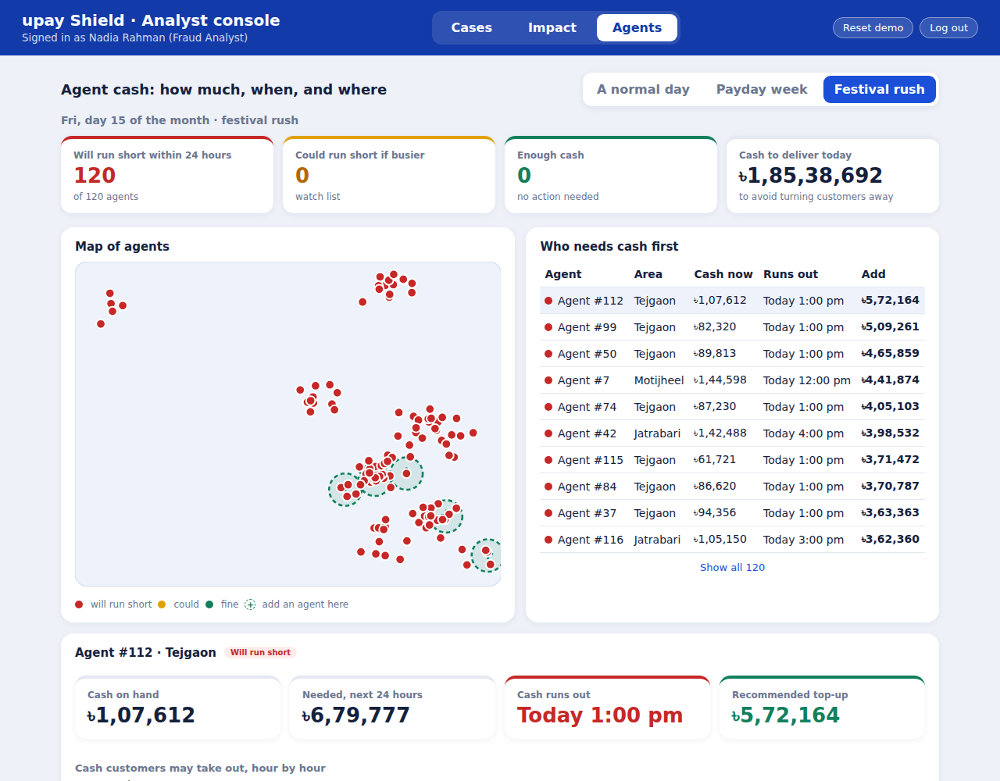 upay Shield · Analyst console
Signed in as Nadia Rahman (Fraud Analyst)
Cases Impact Agents
Reset demo Log out
Agent cash: how much, when, and where
A normal day Payday week Festival rush
Fri, day 15 of the month · festival rush
Will run short within 24 hours
120
of 120 agents
Could run short if busier
0
watch list
Enough cash
0
no action needed
Cash to deliver today
৳1,85,38,692
to avoid turning customers away
Map of agents
will run short could fine add an agent here
Who needs cash first
Agent Area Cash now Runs out Add
Agent #112 Tejgaon ৳1,07,612 Today 1:00 pm ৳5,72,164
Agent #99 Tejgaon ৳82,320 Today 1:00 pm ৳5,09,261
Agent #50 Tejgaon ৳89,813 Today 1:00 pm ৳4,65,859
Agent #7 Motijheel ৳1,44,598 Today 12:00 pm ৳4,41,874
Agent #74 Tejgaon ৳87,230 Today 1:00 pm ৳4,05,103
Agent #42 Jatrabari ৳1,42,488 Today 4:00 pm ৳3,98,532
Agent #115 Tejgaon ৳61,721 Today 1:00 pm ৳3,71,472
Agent #84 Tejgaon ৳86,620 Today 1:00 pm ৳3,70,787
Agent #37 Tejgaon ৳94,356 Today 1:00 pm ৳3,63,363
Agent #116 Jatrabari ৳1,05,150 Today 3:00 pm ৳3,62,360
Show all 120
Agent #112 · Tejgaon Will run short
Cash on hand
৳1,07,612
Needed, next 24 hours
৳6,79,777
Cash runs out
Today 1:00 pm
Recommended top-up
৳5,72,164
Cash customers may take out, hour by hour